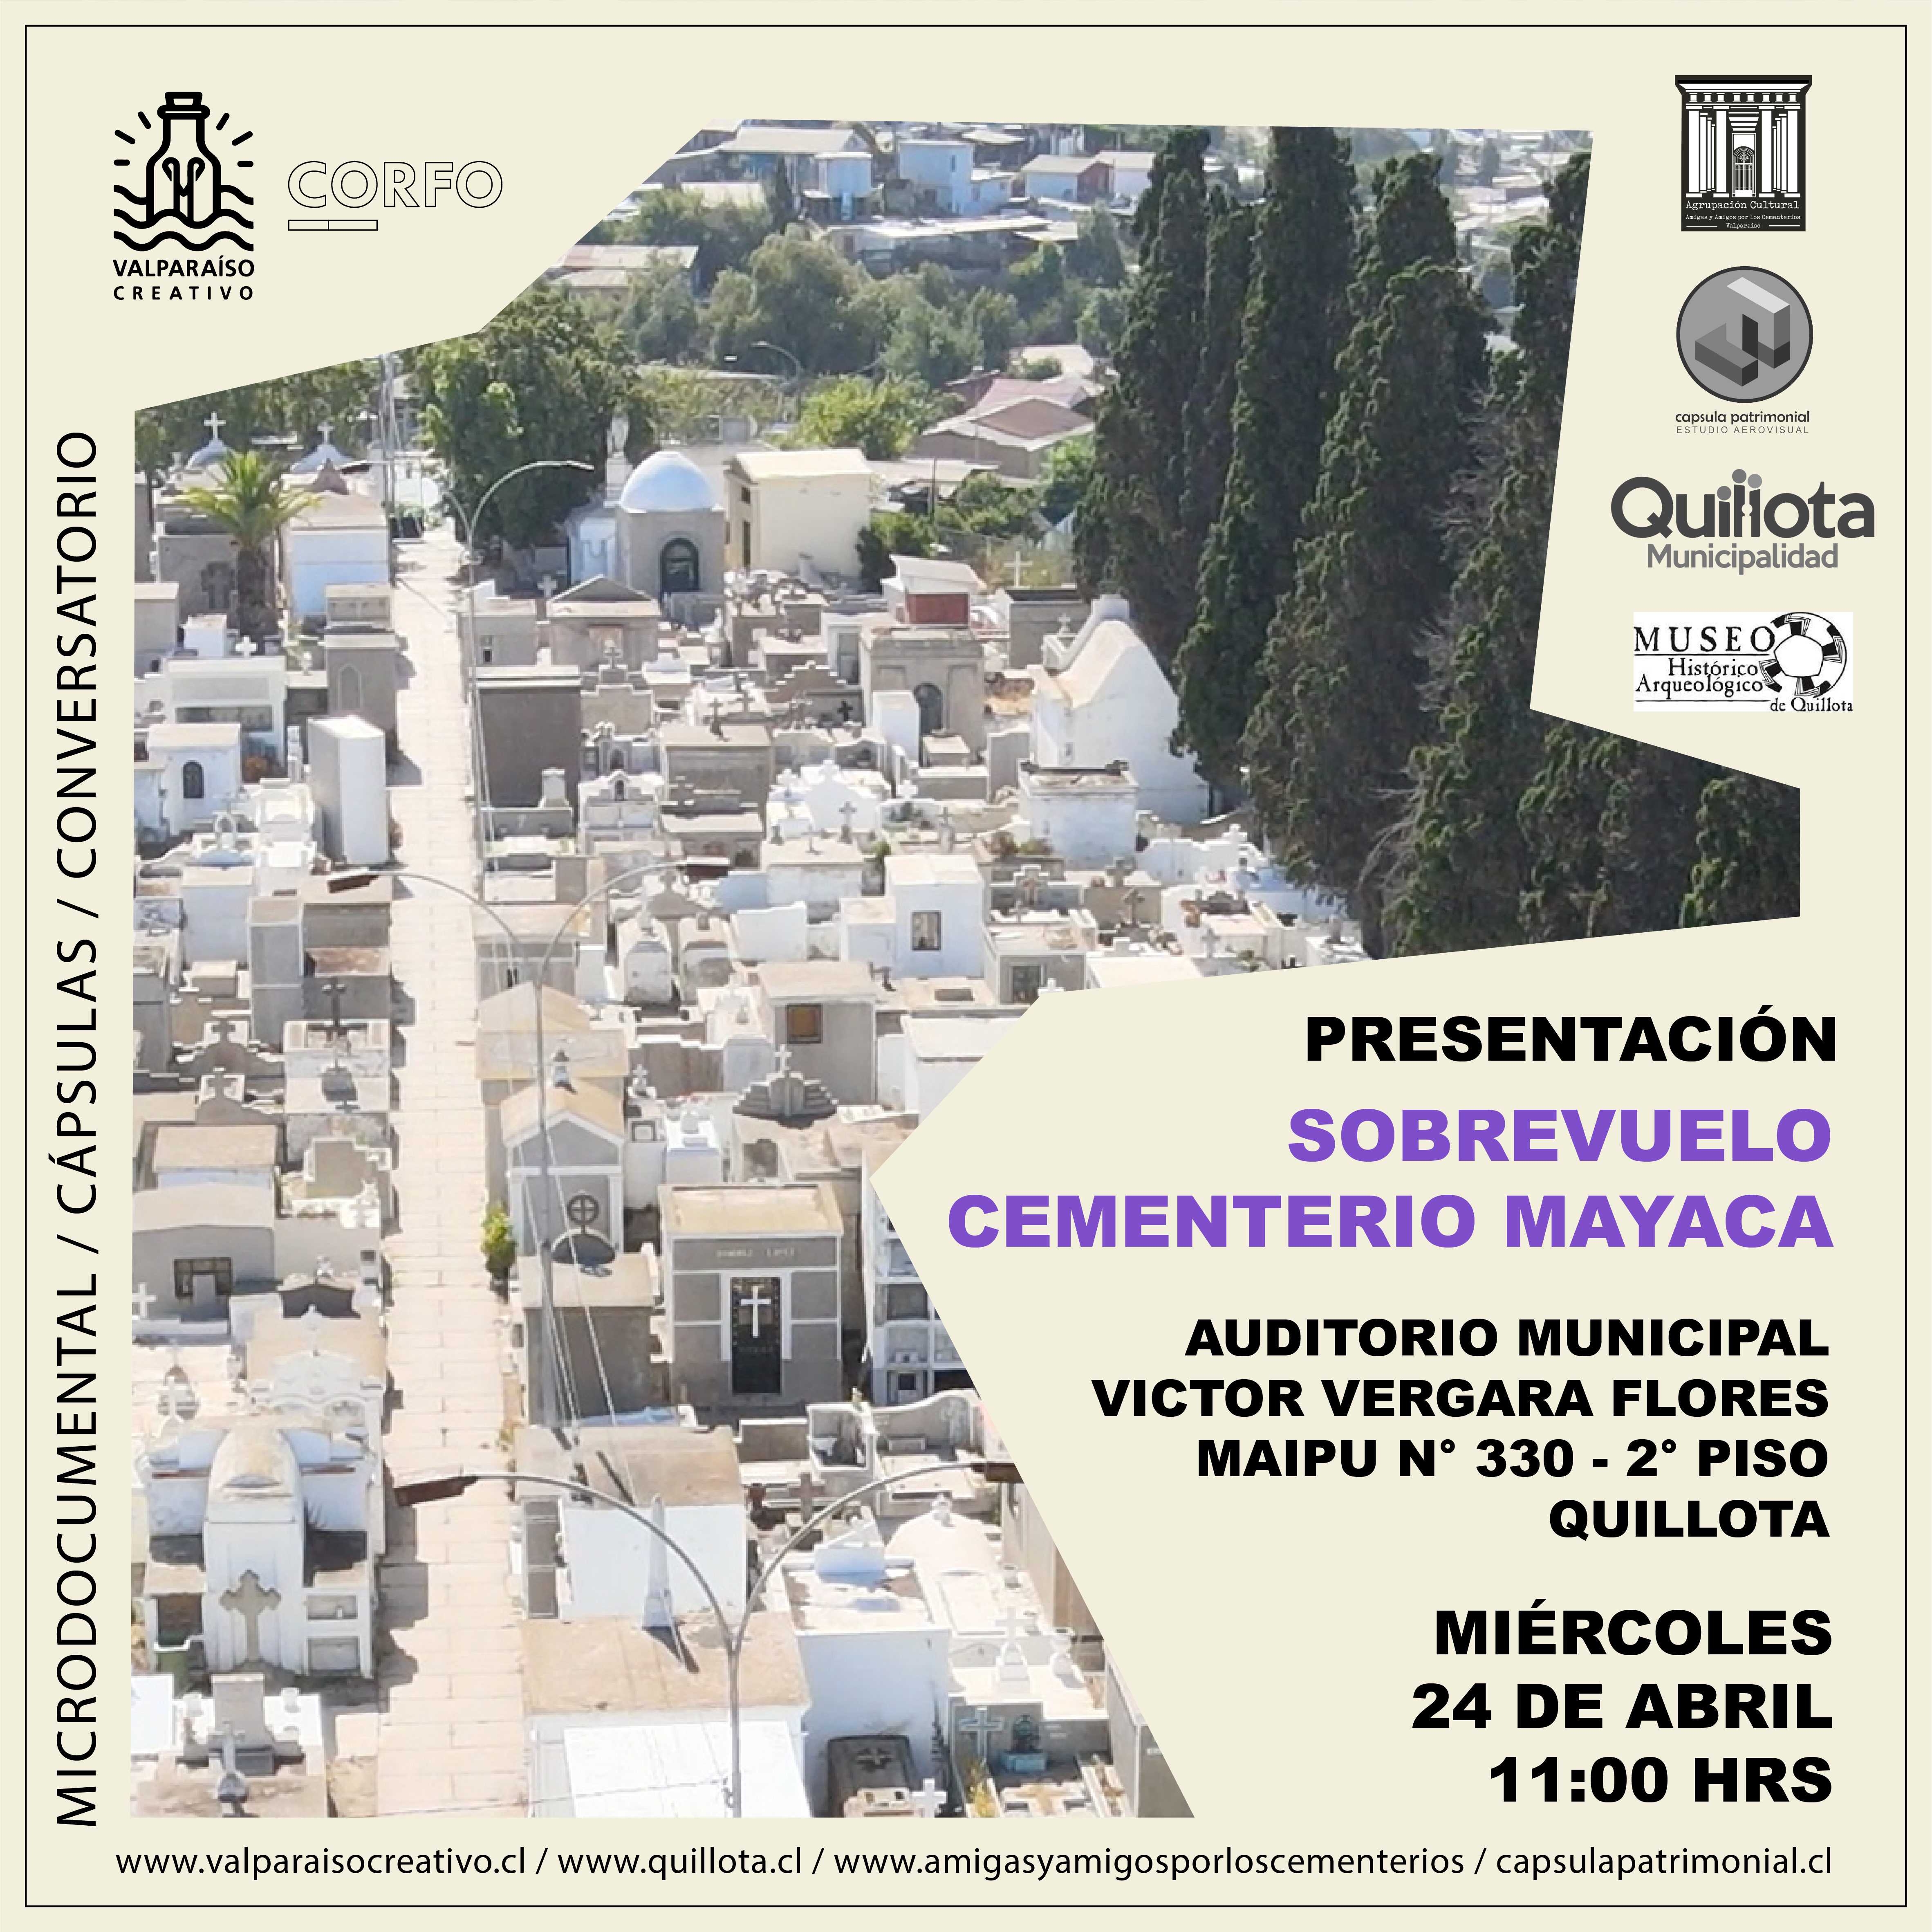 VALPARAÍSO
CREATIVO
CORFO
Agrupación Cultural
Amigas y Amigos por los Cementerios
Valparaíso
capsula patrimonial
ESTUDIO AEROVISUAL
Quillota
Municipalidad
MUSEO
Histórico
Arqueológico
de Quillota
MICRODOCUMENTAL / CÁPSULAS / CONVERSATORIO
PRESENTACIÓN
SOBREVUELO
CEMENTERIO MAYACA
AUDITORIO MUNICIPAL
VICTOR VERGARA FLORES
MAIPU N° 330 - 2° PISO
QUILLOTA
MIÉRCOLES
24 DE ABRIL
11:00 HRS
www.valparaisocreativo.cl / www.quillota.cl / www.amigasyamigosporloscementerios / capsulapatrimonial.cl